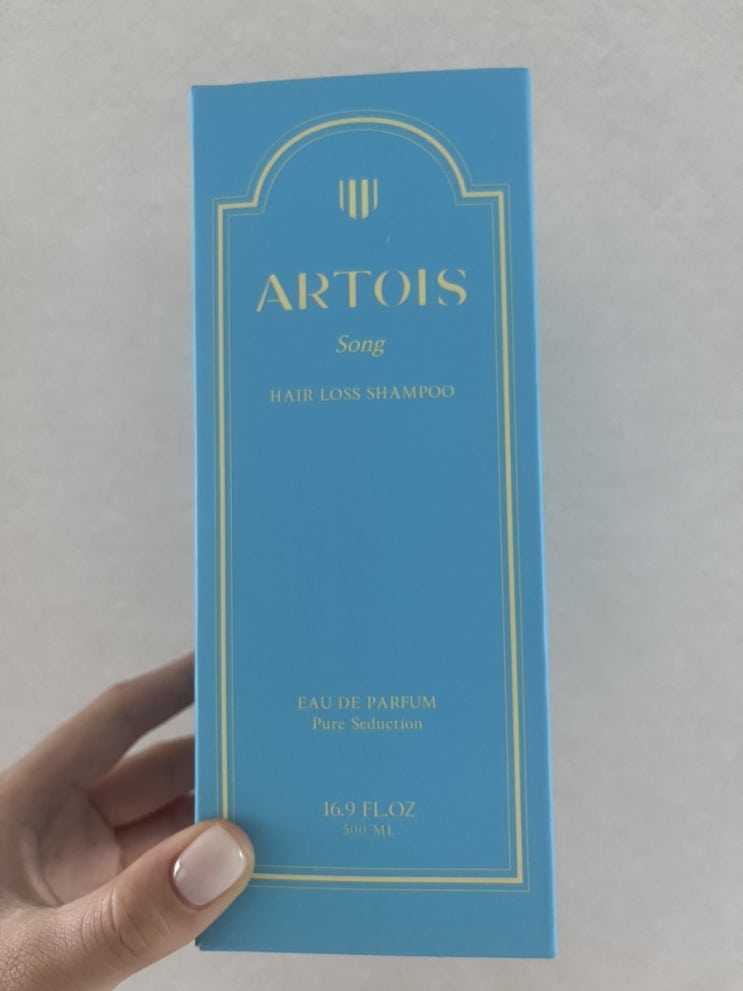 ARTOIS
Song
HAIR LOSS SHAMPOO
EAU DE PARFUM
Pure Seduction
16.9 FL.OZ
500 ML